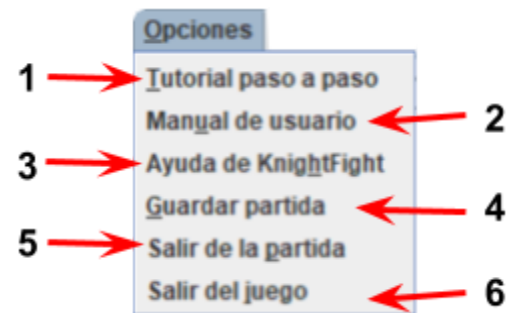 Opciones
1 Tutorial paso a paso
Manual de usuario 2
3 Ayuda de KnightFight
Guardar partida 4
5 Salir de la partida
Salir del juego 6